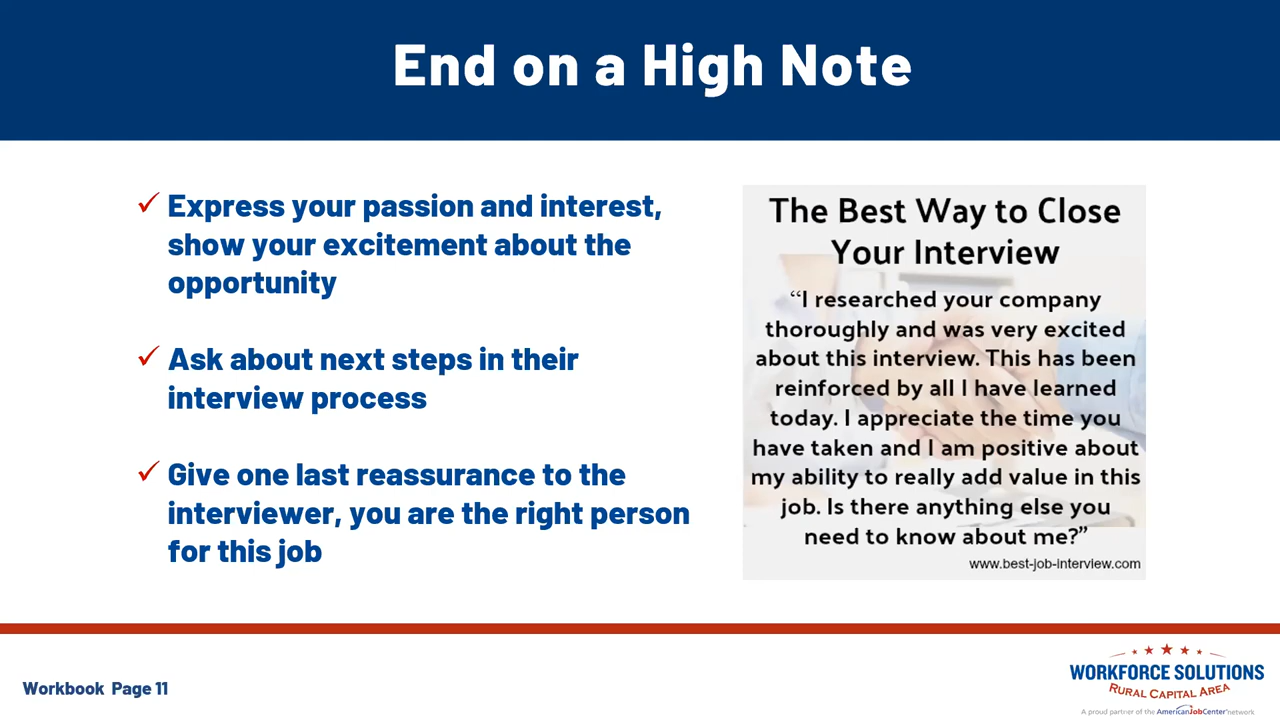 End on a High Note
✓ Express your passion and interest,
show your excitement about the
opportunity
✓ Ask about next steps in their
interview process
✓ Give one last reassurance to the
interviewer, you are the right person
for this job
The Best Way to Close
Your Interview
“I researched your company
thoroughly and was very excited
about this interview. This has been
reinforced by all I have learned
today. I appreciate the time you
have taken and I am positive about
my ability to really add value in this
job. Is there anything else you
need to know about me?”
www.best-job-interview.com
Workbook Page 11
WORKFORCE SOLUTIONS
RURAL CAPITAL AREA
A proud partner of the AmericanJobCenter network